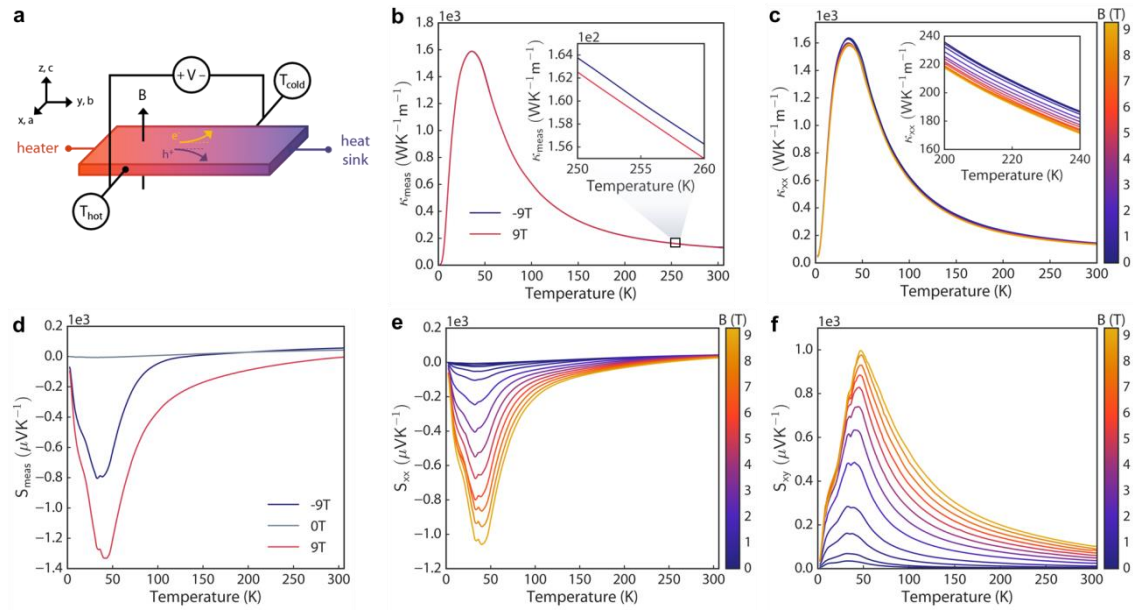 a
z, c
y, b
x, a
B
+ V −
T_cold
e⁻
h⁺
heater
heat
sink
T_hot
b
1e3
1.8
1.6
1.4
1.2
1.0
0.8
0.6
0.4
0.2
0.0
κ_meas (WK⁻¹m⁻¹)
0 50 100 150 200 250 300
Temperature (K)
-9T
9T
1e2
1.64
1.62
1.60
1.58
1.56
κ_meas (WK⁻¹m⁻¹)
250 255 260
Temperature (K)
c
1e3
1.8
1.6
1.4
1.2
1.0
0.8
0.6
0.4
0.2
0.0
κ_xx (WK⁻¹m⁻¹)
0 50 100 150 200 250 300
Temperature (K)
240
220
200
180
160
κ_xx (WK⁻¹m⁻¹)
200 220 240
Temperature (K)
B (T)
9
8
7
6
5
4
3
2
1
0
d
1e3
0.2
0.0
−0.2
−0.4
−0.6
−0.8
−1.0
−1.2
−1.4
S_meas (μVK⁻¹)
0 50 100 150 200 250 300
Temperature (K)
-9T
0T
9T
e
1e3
0.2
0.0
−0.2
−0.4
−0.6
−0.8
−1.0
−1.2
S_xx (μVK⁻¹)
0 50 100 150 200 250 300
Temperature (K)
B (T)
9
8
7
6
5
4
3
2
1
0
f
1e3
1.0
0.8
0.6
0.4
0.2
0.0
S_xy (μVK⁻¹)
0 50 100 150 200 250 300
Temperature (K)
B (T)
9
8
7
6
5
4
3
2
1
0